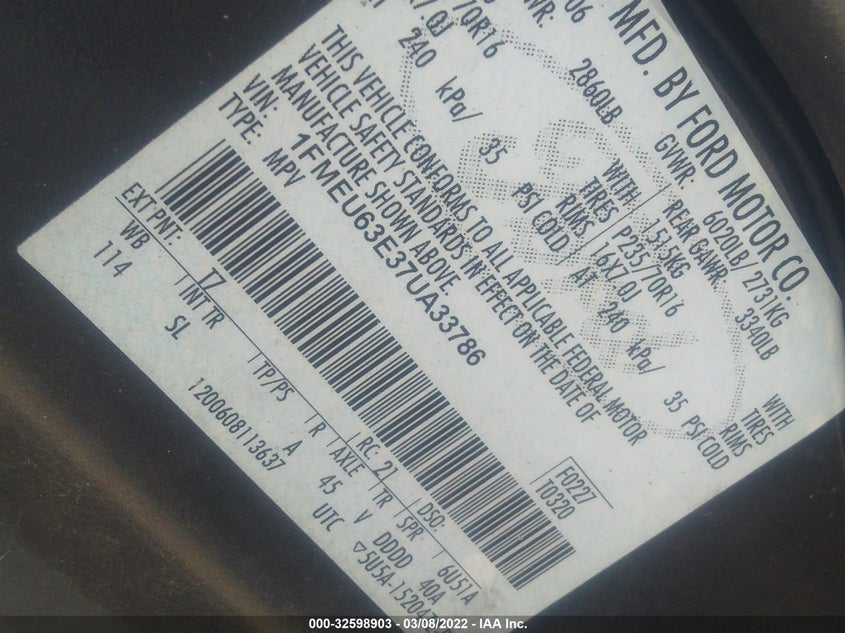 MFD. BY FORD MOTOR CO.
06
GVWR: 6020LB/ 2731KG
2860LB
REAR GAWR: 3340LB
WITH 1515KG
WITH
TIRES P235/70R16
TIRES
RIMS 16X7.0J
RIMS
240 kPa/ 35 PSI COLD AT 240 kPa/ 35 PSI COLD
THIS VEHICLE CONFORMS TO ALL APPLICABLE FEDERAL MOTOR
VEHICLE SAFETY STANDARDS IN EFFECT ON THE DATE OF
MANUFACTURE SHOWN ABOVE
VIN: 1FMEU63E37UA33786
TYPE: MPV
F0227
T0320
EXT PNT: T7 RC 21 DSO:
WB INT TR TP/PS R AXLE TR SPR 6U51A
114 SL A 45 V DDDD 40A
1200608113637 UTC
000-32598903 - 03/08/2022 - IAA Inc.